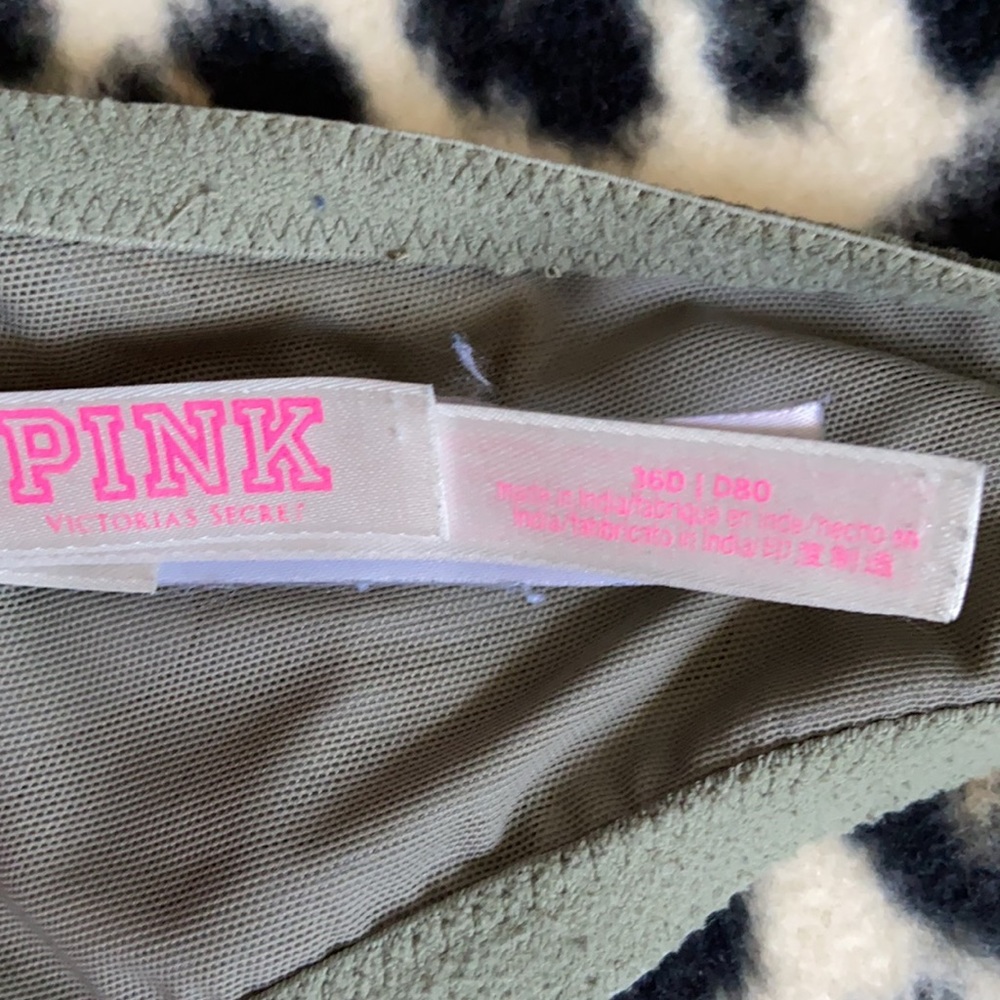 PINK
VICTORIA'S SECRET
36D | D80
made in india/fabriqué en inde/hecho en
india/fabbricato in india/印度制造